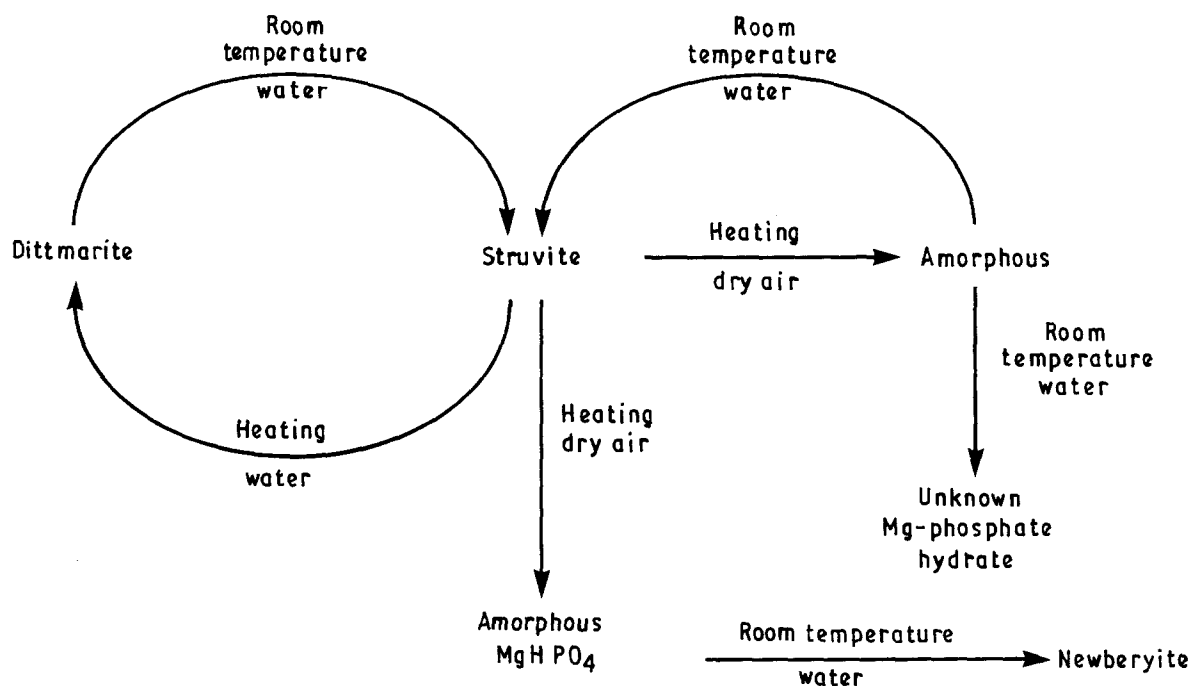 Room
temperature
water
Room
temperature
water
Dittmarite
Struvite
Heating
dry air
Amorphous
Room
temperature
water
Heating
water
Heating
dry air
Unknown
Mg-phosphate
hydrate
Amorphous
MgHPO4
Room temperature
water
Newberyite